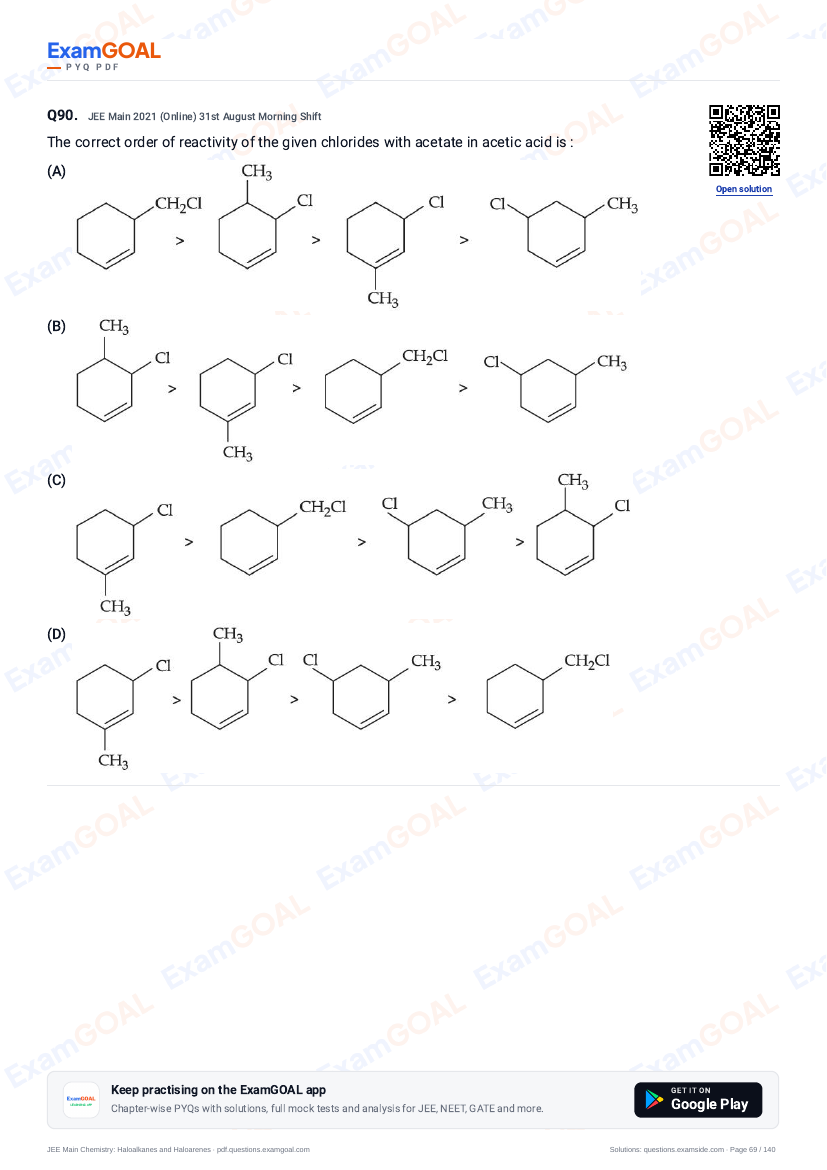 ExamGOAL
PYQ PDF
Q90. JEE Main 2021 (Online) 31st August Morning Shift
The correct order of reactivity of the given chlorides with acetate in acetic acid is :
Open solution
(A)
CH₂Cl > CH₃ Cl > Cl CH₃ > Cl CH₃
(B)
CH₃ Cl > Cl CH₃ > CH₂Cl > Cl CH₃
(C)
Cl CH₃ > CH₂Cl > Cl CH₃ > CH₃ Cl
(D)
Cl CH₃ > CH₃ Cl > Cl CH₃ > CH₂Cl
ExamGOAL
Keep practising on the ExamGOAL app
Chapter-wise PYQs with solutions, full mock tests and analysis for JEE, NEET, GATE and more.
GET IT ON
Google Play
JEE Main Chemistry: Haloalkanes and Haloarenes · pdf.questions.examgoal.com
Solutions: questions.examside.com · Page 69 / 140